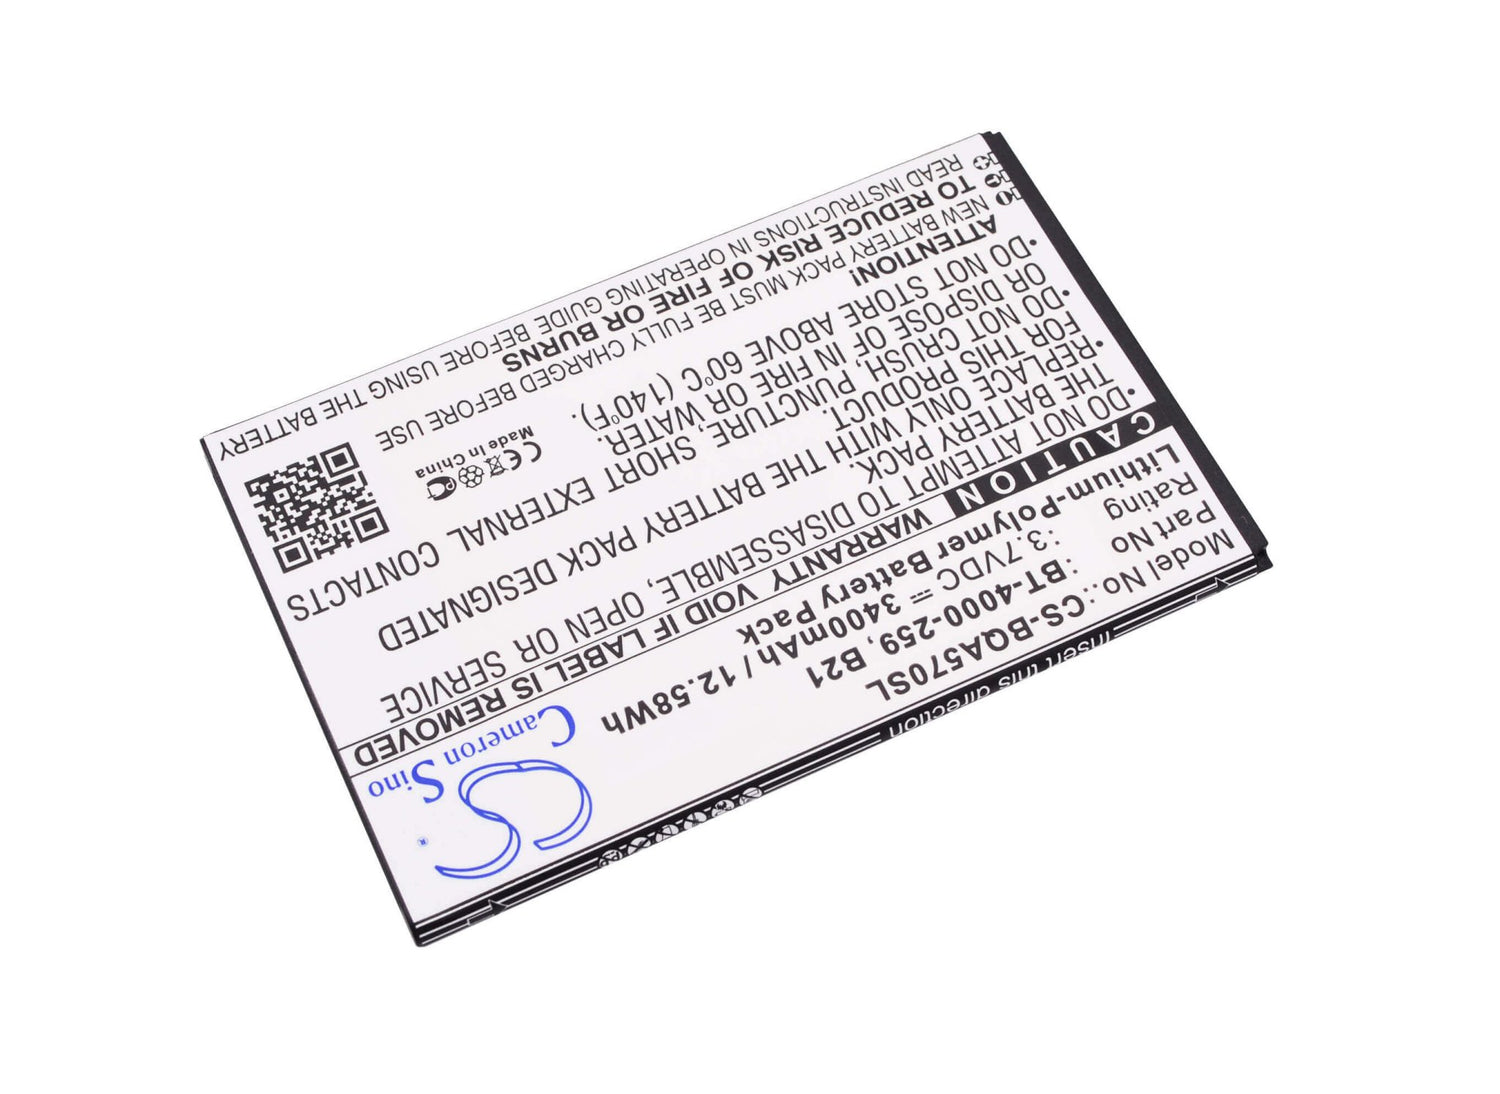 Insert this direction
Model No.: CS-BQA570SL
Part No : BT-4000-259, B21
Rating : 3.7VDC ⎓ 3400mAh / 12.58Wh
Lithium-Polymer Battery Pack
Cameron Sino
CAUTION WARRANTY VOID IF LABEL IS REMOVED
•DO NOT ATTEMPT TO DISASSEMBLE, OPEN OR SERVICE
THE BATTERY PACK.
•REPLACE ONLY WITH THE BATTERY PACK DESIGNATED
FOR THIS PRODUCT.
•DO NOT CRUSH, PUNCTURE, SHORT EXTERNAL CONTACTS
OR DISPOSE OF IN FIRE OR WATER.
•DO NOT STORE ABOVE 60°C (140°F).
ATTENTION!
NEW BATTERY PACK MUST BE FULLY CHARGED BEFORE USE
TO REDUCE RISK OF FIRE OR BURNS
READ INSTRUCTIONS IN OPERATING GUIDE BEFORE USING THE BATTERY
CE
Made in China